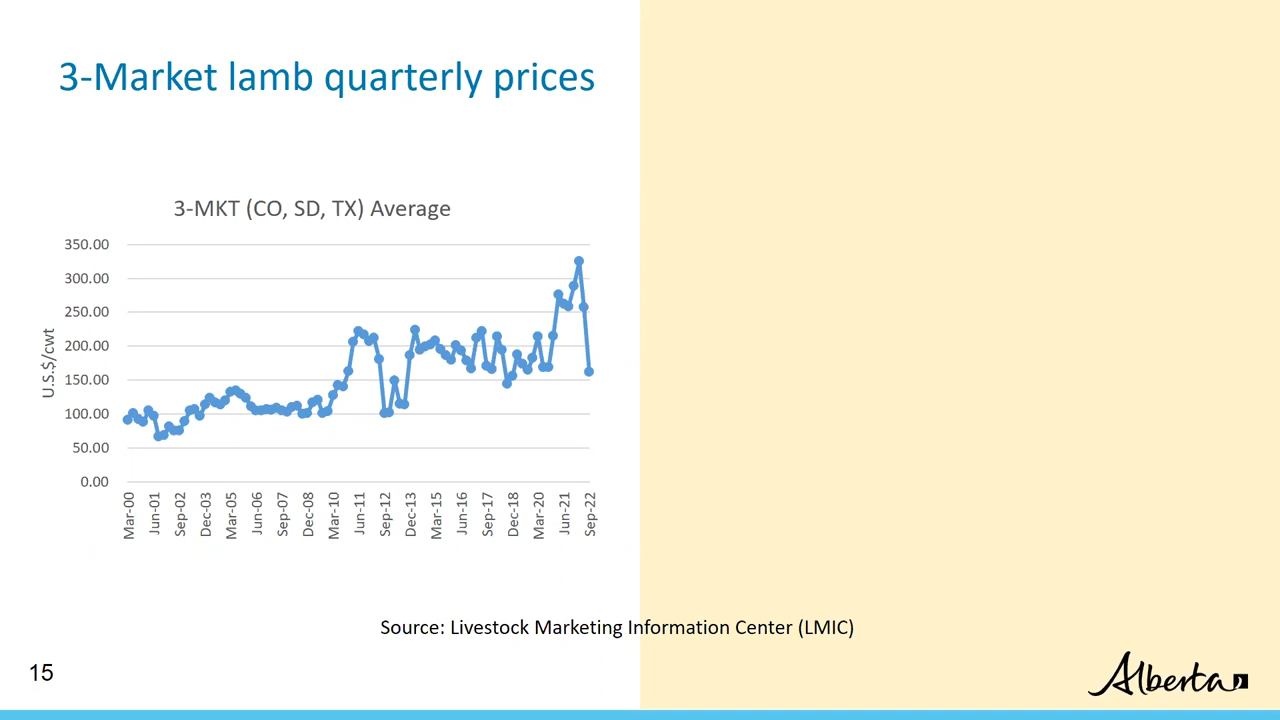 3-Market lamb quarterly prices
3-MKT (CO, SD, TX) Average
350.00
300.00
250.00
200.00
150.00
100.00
50.00
0.00
U.S.$/cwt
Mar-00
Jun-01
Sep-02
Dec-03
Mar-05
Jun-06
Sep-07
Dec-08
Mar-10
Jun-11
Sep-12
Dec-13
Mar-15
Jun-16
Sep-17
Dec-18
Mar-20
Jun-21
Sep-22
Source: Livestock Marketing Information Center (LMIC)
15
Alberta